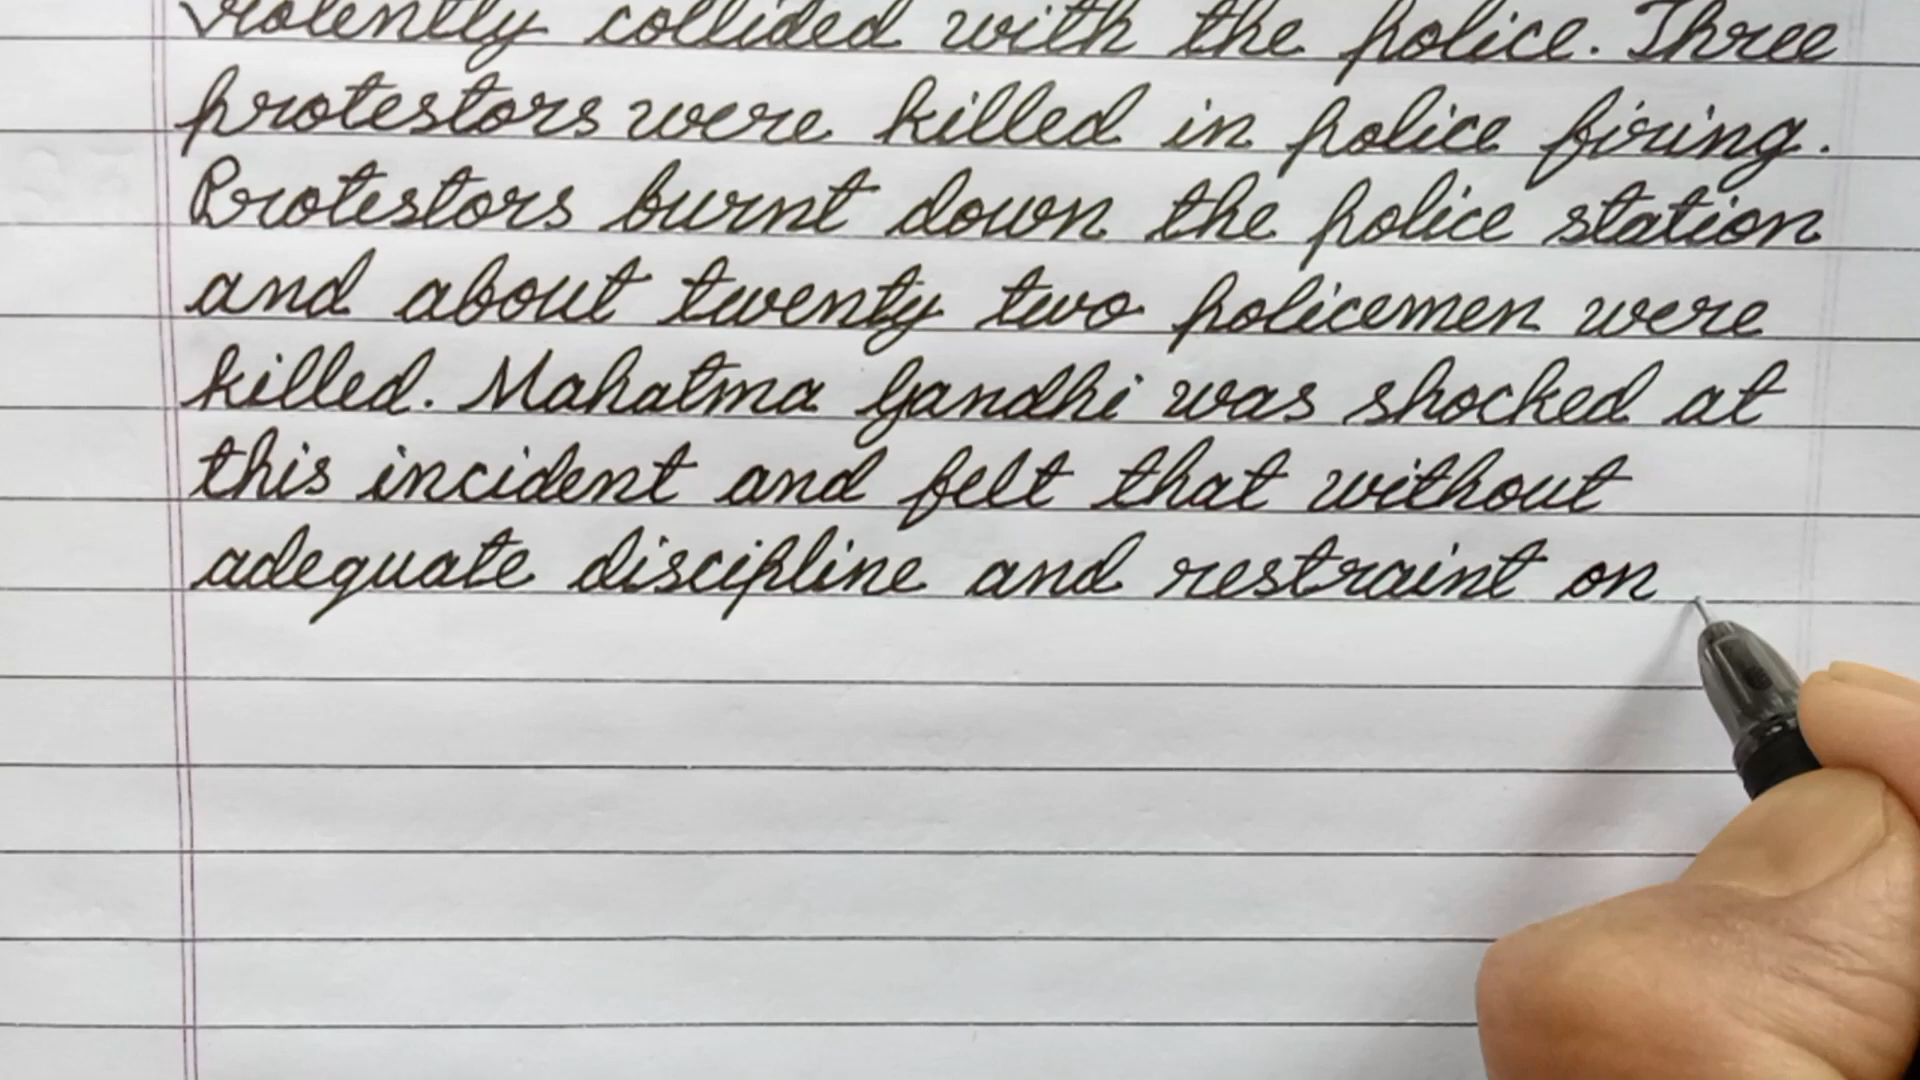 violently collided with the police. Three
protestors were killed in police firing.
Protestors burnt down the police station
and about twenty two policemen were
killed. Mahatma Gandhi was shocked at
this incident and felt that without
adequate discipline and restraint on